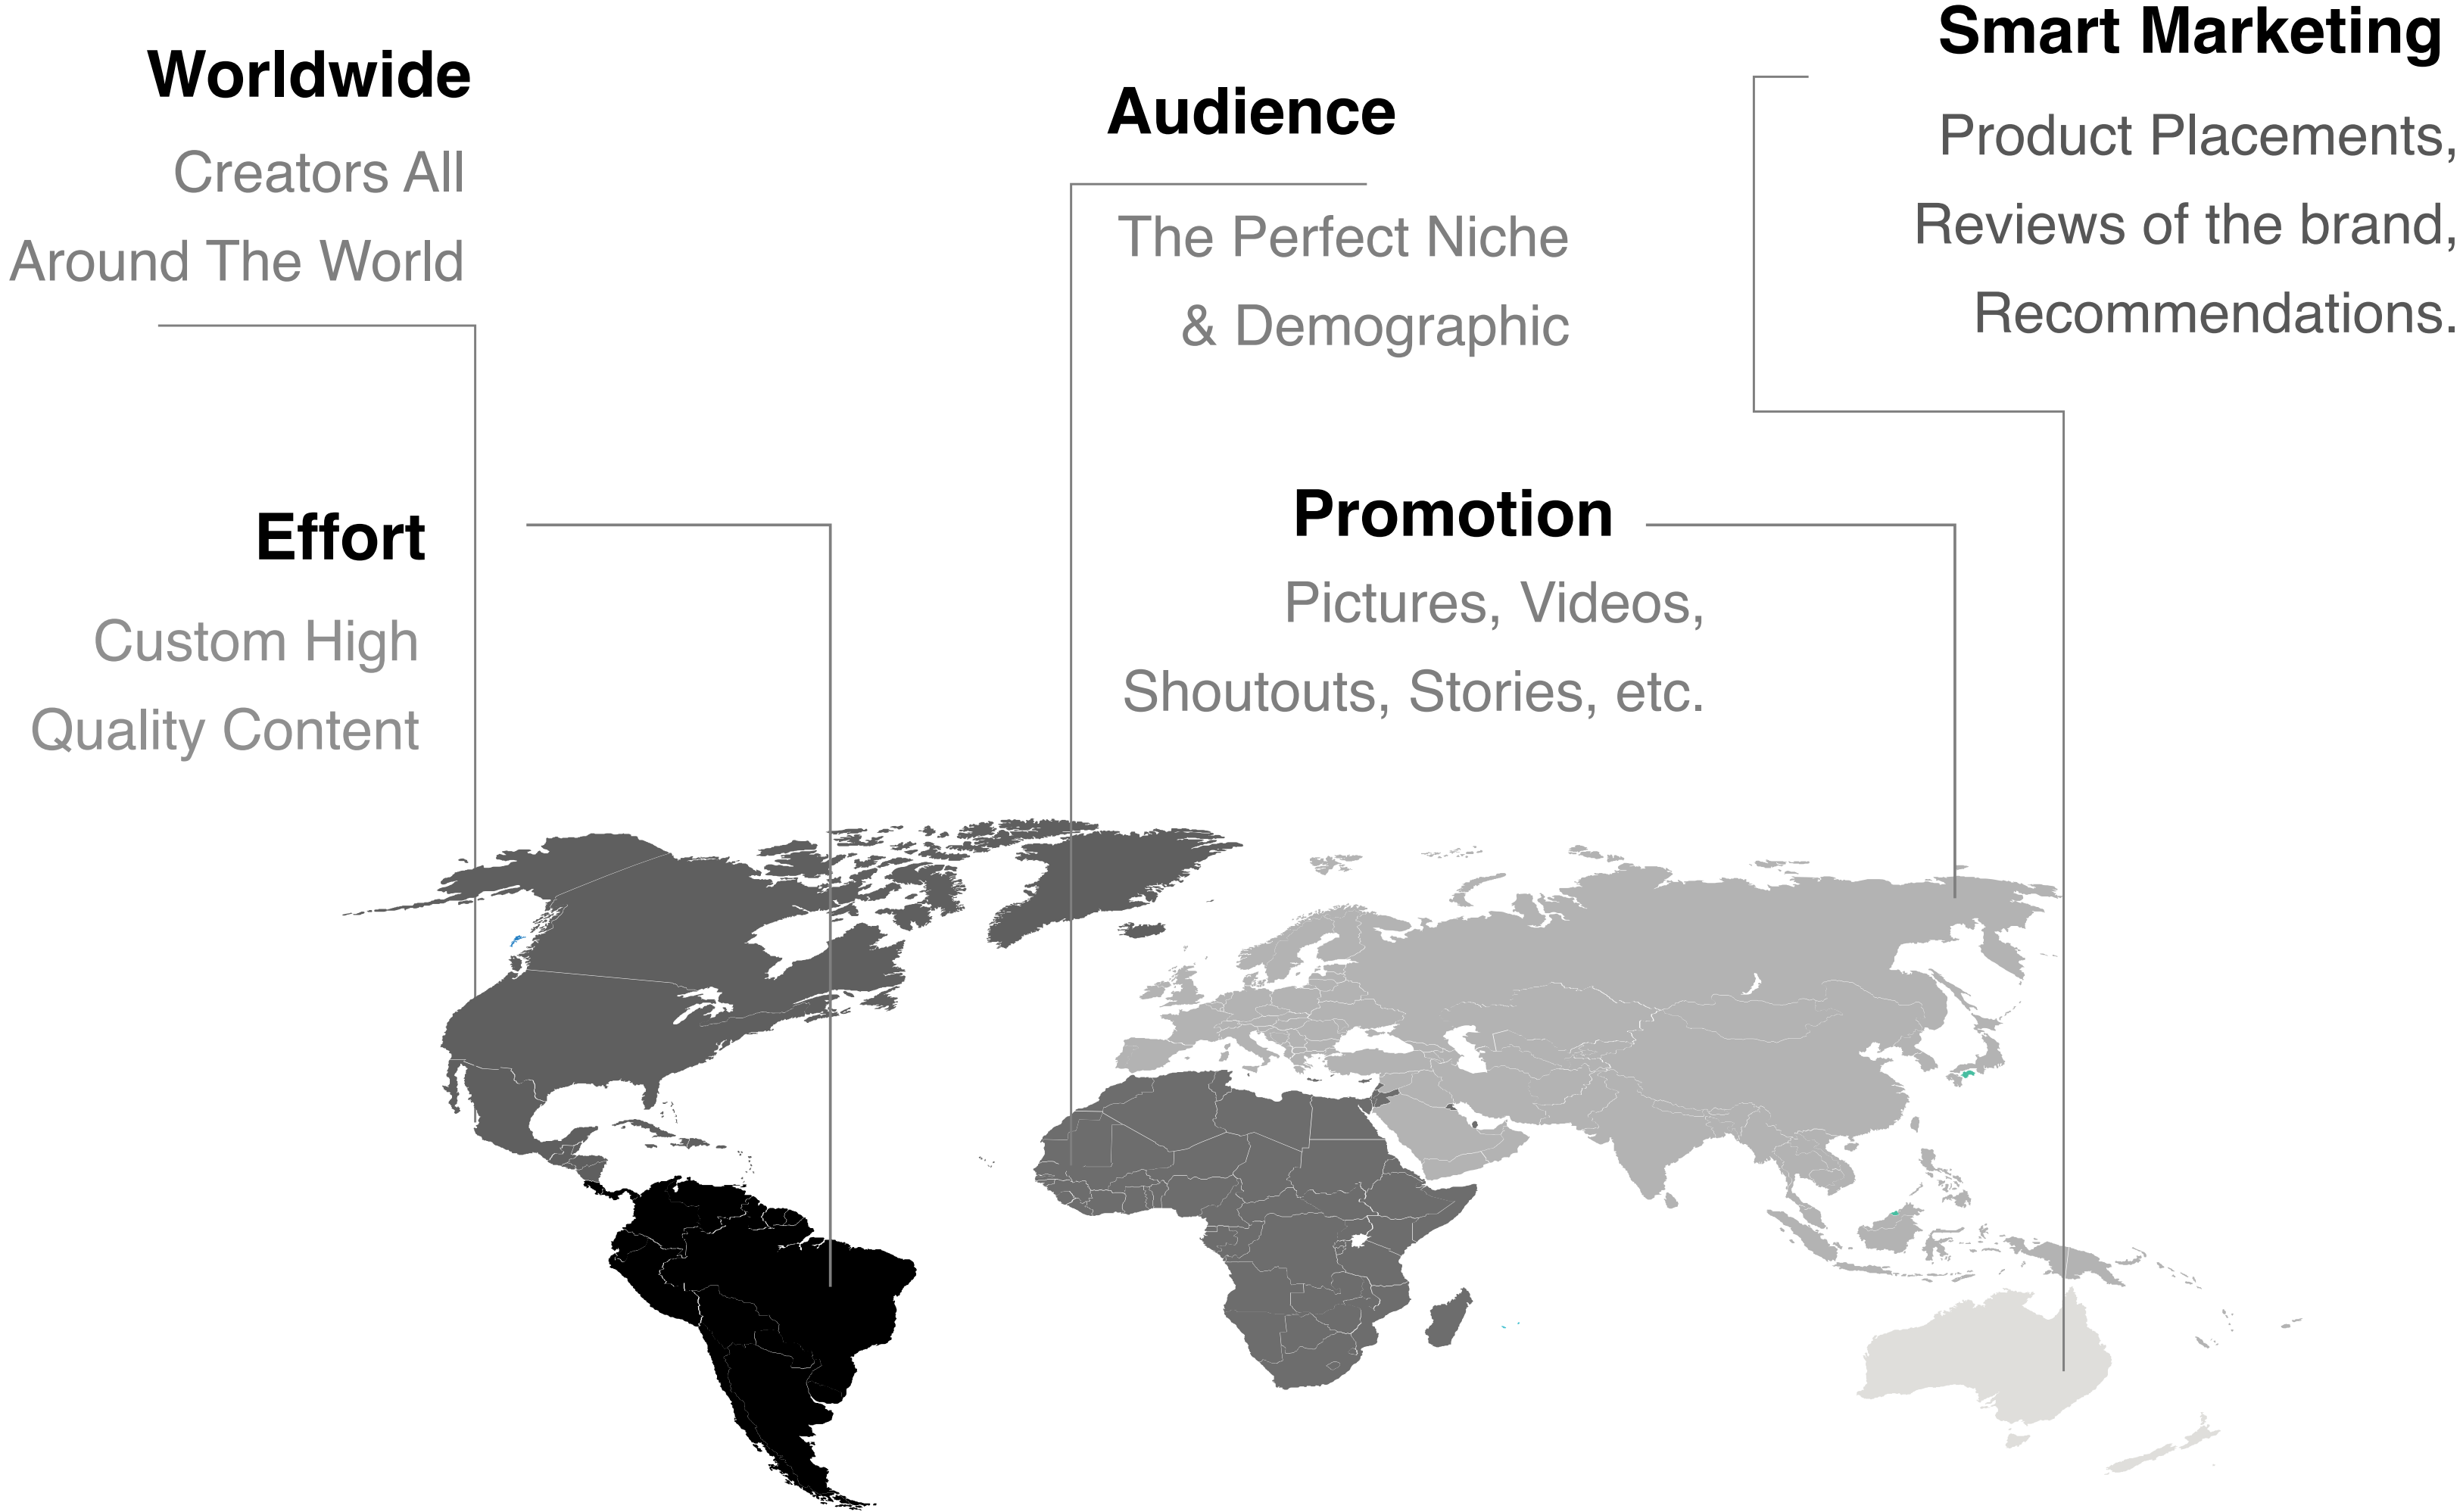 Worldwide
Creators All
Around The World
Audience
The Perfect Niche
& Demographic
Smart Marketing
Product Placements,
Reviews of the brand,
Recommendations.
Effort
Custom High
Quality Content
Promotion
Pictures, Videos,
Shoutouts, Stories, etc.